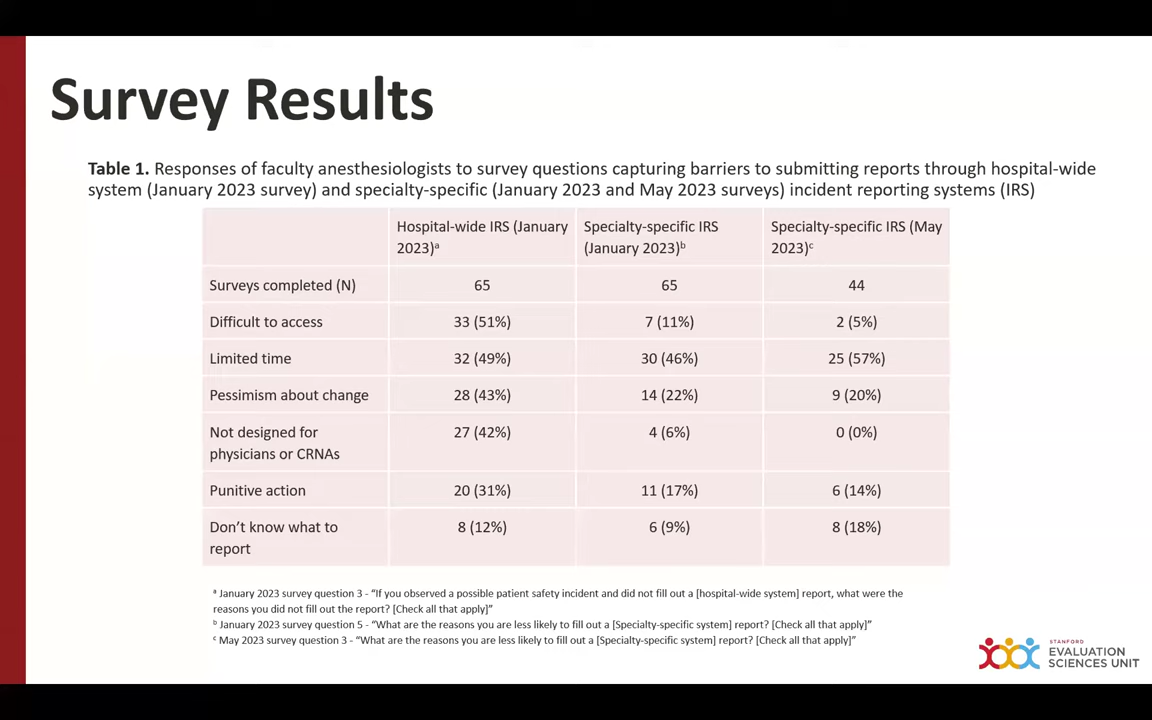 Survey Results
Table 1. Responses of faculty anesthesiologists to survey questions capturing barriers to submitting reports through hospital-wide
system (January 2023 survey) and specialty-specific (January 2023 and May 2023 surveys) incident reporting systems (IRS)
Hospital-wide IRS (January
2023)ᵃ
Specialty-specific IRS
(January 2023)ᵇ
Specialty-specific IRS (May
2023)ᶜ
Surveys completed (N) 65 65 44
Difficult to access 33 (51%) 7 (11%) 2 (5%)
Limited time 32 (49%) 30 (46%) 25 (57%)
Pessimism about change 28 (43%) 14 (22%) 9 (20%)
Not designed for 27 (42%) 4 (6%) 0 (0%)
physicians or CRNAs
Punitive action 20 (31%) 11 (17%) 6 (14%)
Don’t know what to 8 (12%) 6 (9%) 8 (18%)
report
ᵃ January 2023 survey question 3 - “If you observed a possible patient safety incident and did not fill out a [hospital-wide system] report, what were the
reasons you did not fill out the report? [Check all that apply]”
ᵇ January 2023 survey question 5 - “What are the reasons you are less likely to fill out a [Specialty-specific system] report? [Check all that apply]”
ᶜ May 2023 survey question 3 - “What are the reasons you are less likely to fill out a [Specialty-specific system] report? [Check all that apply]”
STANFORD
EVALUATION
SCIENCES UNIT